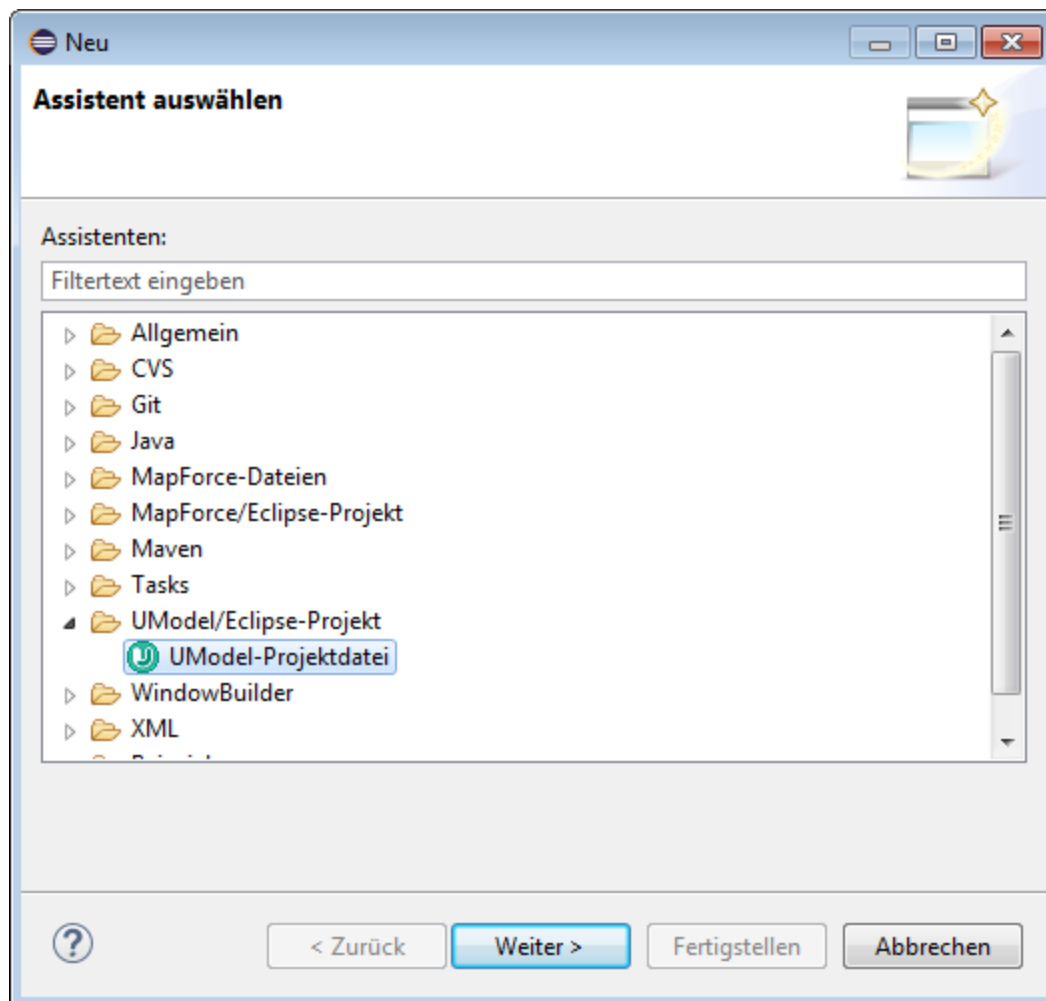 Neu
Assistent auswählen
Assistenten:
Filtertext eingeben
Allgemein
CVS
Git
Java
MapForce-Dateien
MapForce/Eclipse-Projekt
Maven
Tasks
UModel/Eclipse-Projekt
UModel-Projektdatei
WindowBuilder
XML
< Zurück Weiter > Fertigstellen Abbrechen